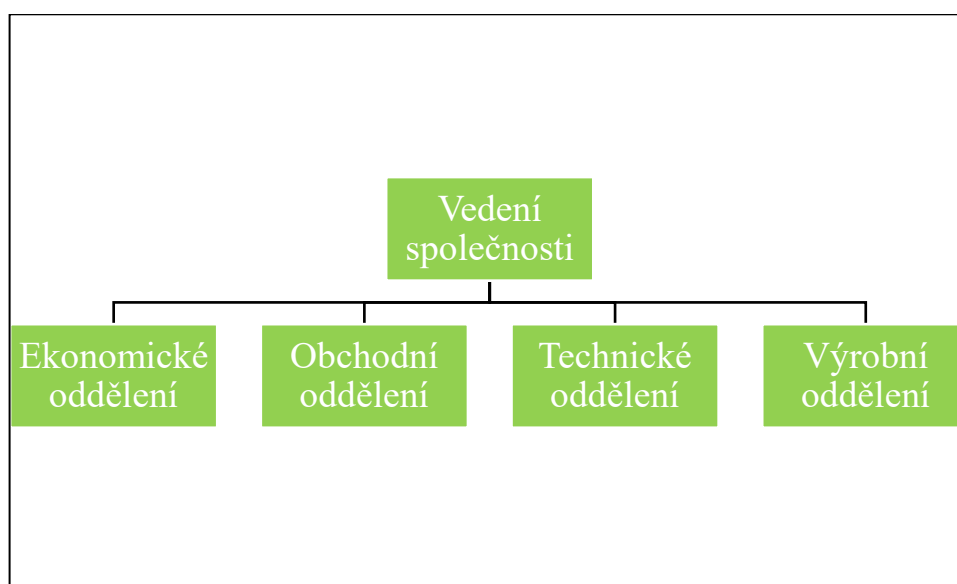 Vedení
společnosti
Ekonomické
oddělení
Obchodní
oddělení
Technické
oddělení
Výrobní
oddělení